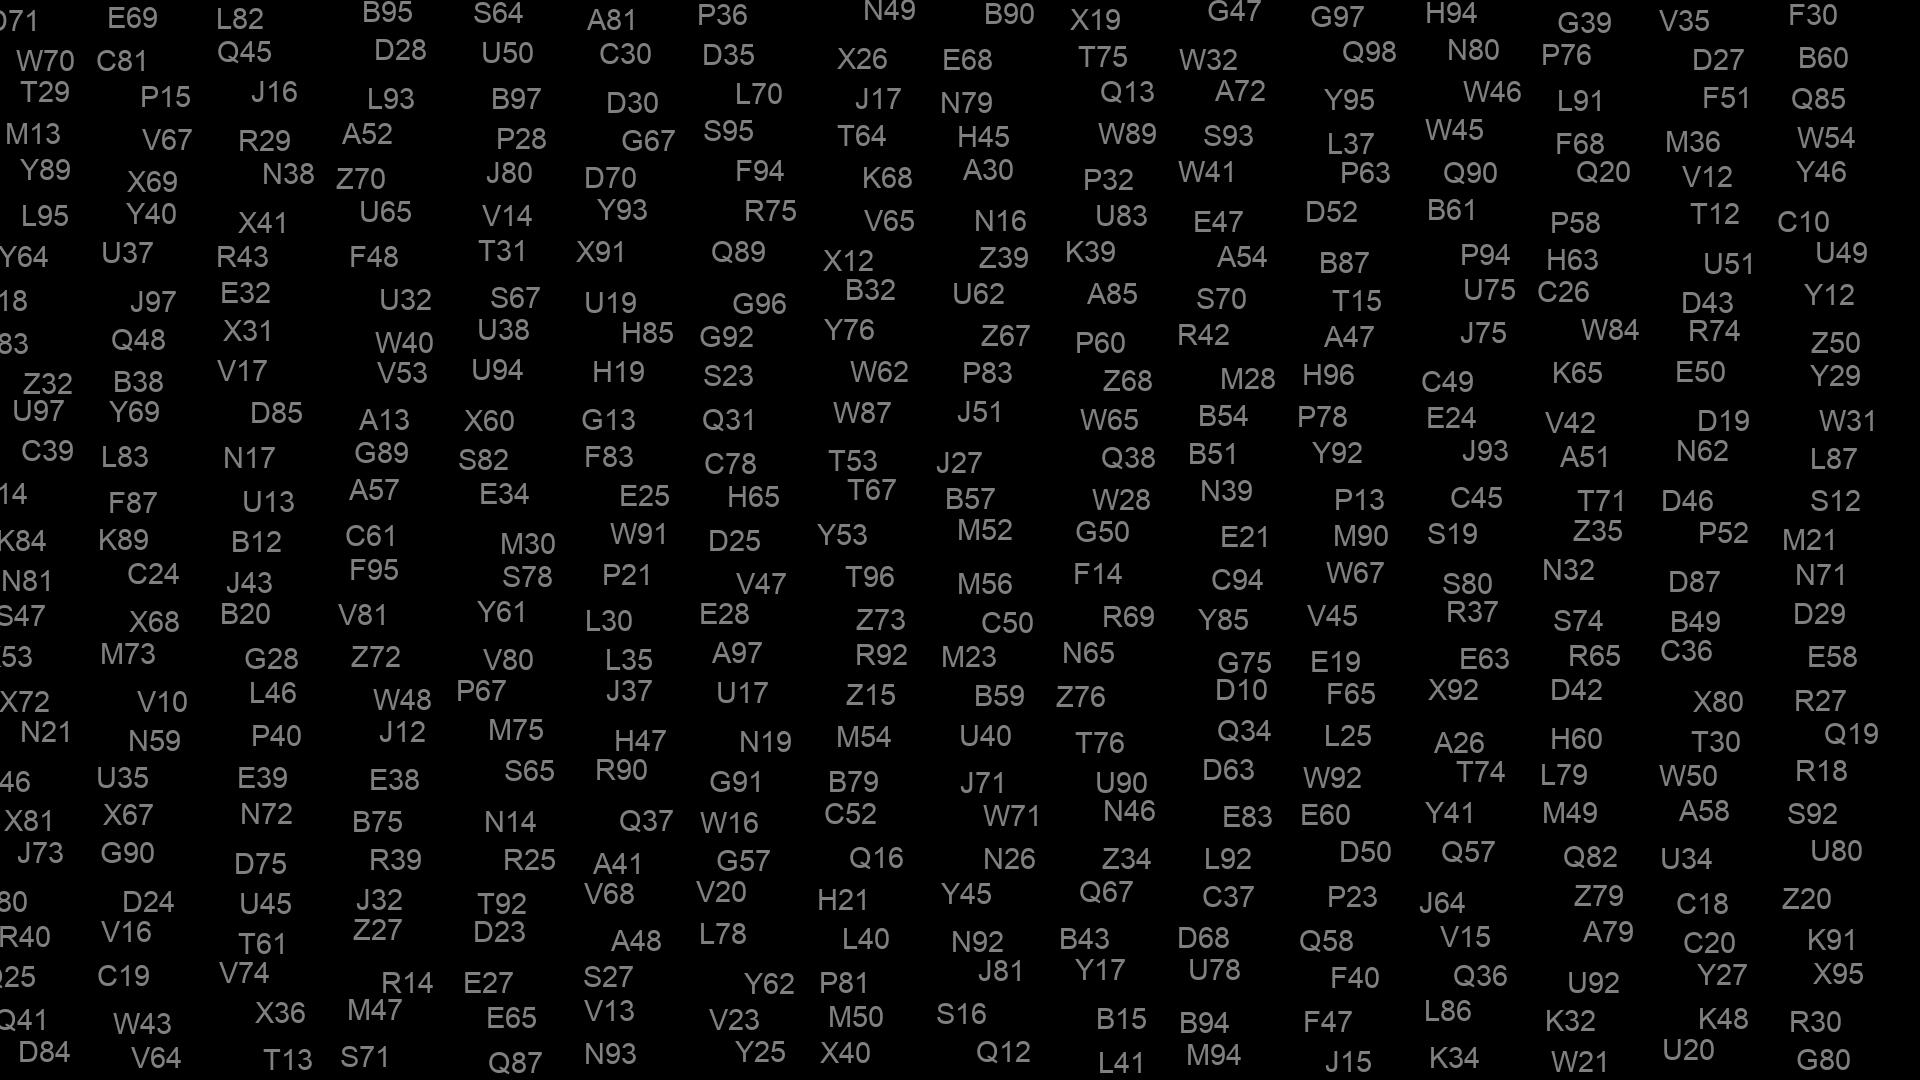 E69 L82 B95 S64 A81 P36 N49 B90 X19 G47 G97 H94 G39 V35 F30
W70 C81 Q45 D28 U50 C30 D35 X26 E68 T75 W32 Q98 N80 P76 D27 B60
T29 P15 J16 L93 B97 D30 L70 J17 N79 Q13 A72 Y95 W46 L91 F51 Q85
M13 V67 R29 A52 P28 G67 S95 T64 H45 W89 S93 L37 W45 F68 M36 W54
Y89 X69 N38 Z70 J80 D70 F94 K68 A30 P32 W41 P63 Q90 Q20 V12 Y46
L95 Y40 X41 U65 V14 Y93 R75 V65 N16 U83 E47 D52 B61 P58 T12 C10
Y64 U37 R43 F48 T31 X91 Q89 X12 Z39 K39 A54 B87 P94 H63 U51 U49
18 J97 E32 U32 S67 U19 G96 B32 U62 A85 S70 T15 U75 C26 D43 Y12
83 Q48 X31 W40 U38 H85 G92 Y76 Z67 P60 R42 A47 J75 W84 R74 Z50
Z32 B38 V17 V53 U94 H19 S23 W62 P83 Z68 M28 H96 C49 K65 E50 Y29
U97 Y69 D85 A13 X60 G13 Q31 W87 J51 W65 B54 P78 E24 V42 D19 W31
C39 L83 N17 G89 S82 F83 C78 T53 J27 Q38 B51 Y92 J93 A51 N62 L87
14 F87 U13 A57 E34 E25 H65 T67 B57 W28 N39 P13 C45 T71 D46 S12
K84 K89 B12 C61 M30 W91 D25 Y53 M52 G50 E21 M90 S19 Z35 P52 M21
N81 C24 J43 F95 S78 P21 V47 T96 M56 F14 C94 W67 S80 N32 D87 N71
S47 X68 B20 V81 Y61 L30 E28 Z73 C50 R69 Y85 V45 R37 S74 B49 D29
53 M73 G28 Z72 V80 L35 A97 R92 M23 N65 G75 E19 E63 R65 C36 E58
X72 V10 L46 W48 P67 J37 U17 Z15 B59 Z76 D10 F65 X92 D42 X80 R27
N21 N59 P40 J12 M75 H47 N19 M54 U40 T76 Q34 L25 A26 H60 T30 Q19
46 U35 E39 E38 S65 R90 G91 B79 J71 U90 D63 W92 T74 L79 W50 R18
X81 X67 N72 B75 N14 Q37 W16 C52 W71 N46 E83 E60 Y41 M49 A58 S92
J73 G90 D75 R39 R25 A41 G57 Q16 N26 Z34 L92 D50 Q57 Q82 U34 U80
80 D24 U45 J32 T92 V68 V20 H21 Y45 Q67 C37 P23 J64 Z79 C18 Z20
R40 V16 T61 Z27 D23 A48 L78 L40 N92 B43 D68 Q58 V15 A79 C20 K91
Q25 C19 V74 R14 E27 S27 Y62 P81 J81 Y17 U78 F40 Q36 U92 Y27 X95
Q41 W43 X36 M47 E65 V13 V23 M50 S16 B15 B94 F47 L86 K32 K48 R30
D84 V64 T13 S71 Q87 N93 Y25 X40 Q12 L41 M94 J15 K34 W21 U20 G80